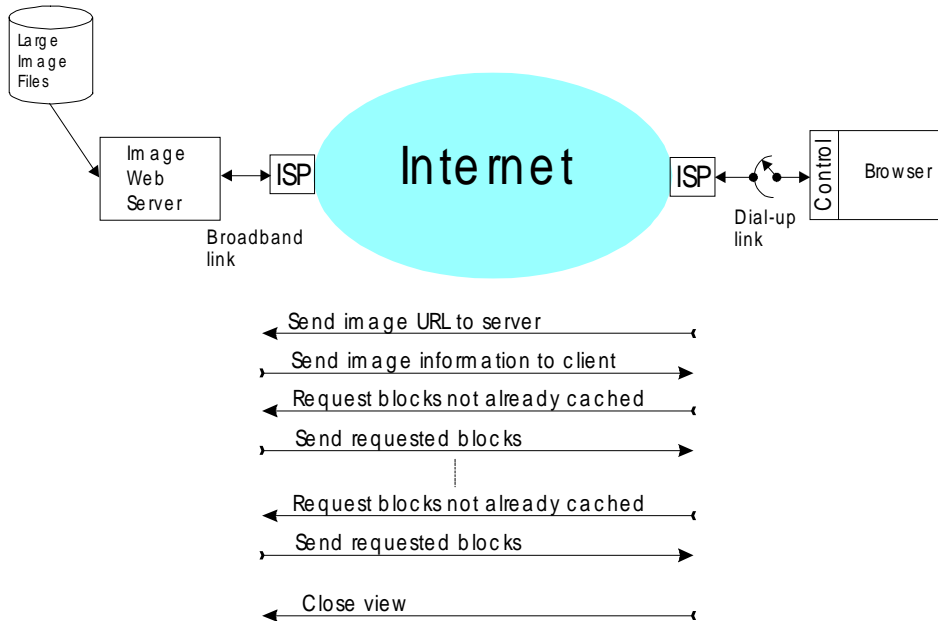 Large
Image
Files
Image
Web
Server
ISP
Internet
ISP
Control
Browser
Broadband
link
Dial-up
link
Send image URL to server
Send image information to client
Request blocks not already cached
Send requested blocks
Request blocks not already cached
Send requested blocks
Close view